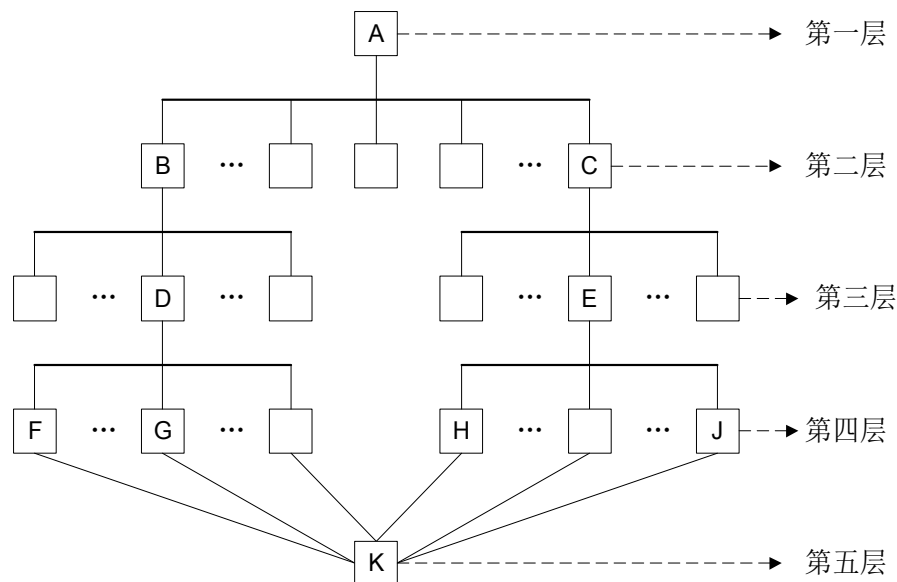 A 第一层
B … … C 第二层
… D … … E … 第三层
F … G … H … … J 第四层
K 第五层